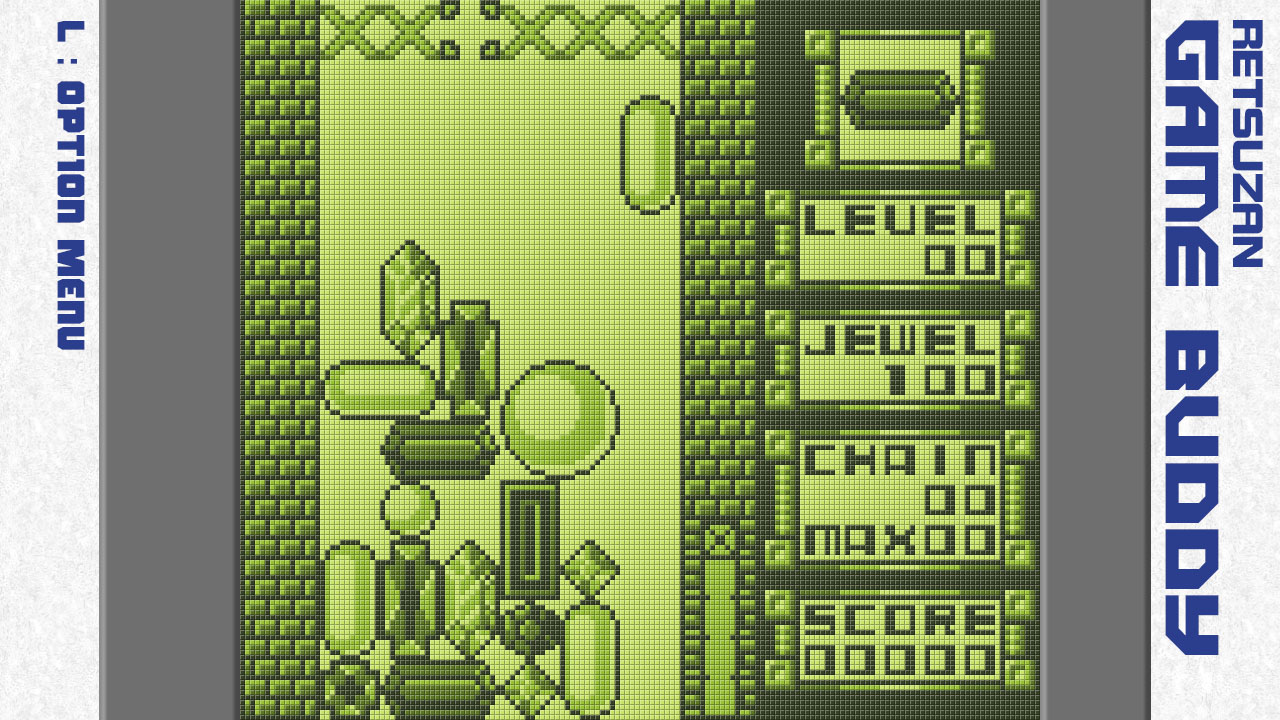 L : OPTION MENU
LEVEL
00
JEWEL
100
CHAIN
00
MAX00
SCORE
00000
RETSUZAN
GAME BUDDY